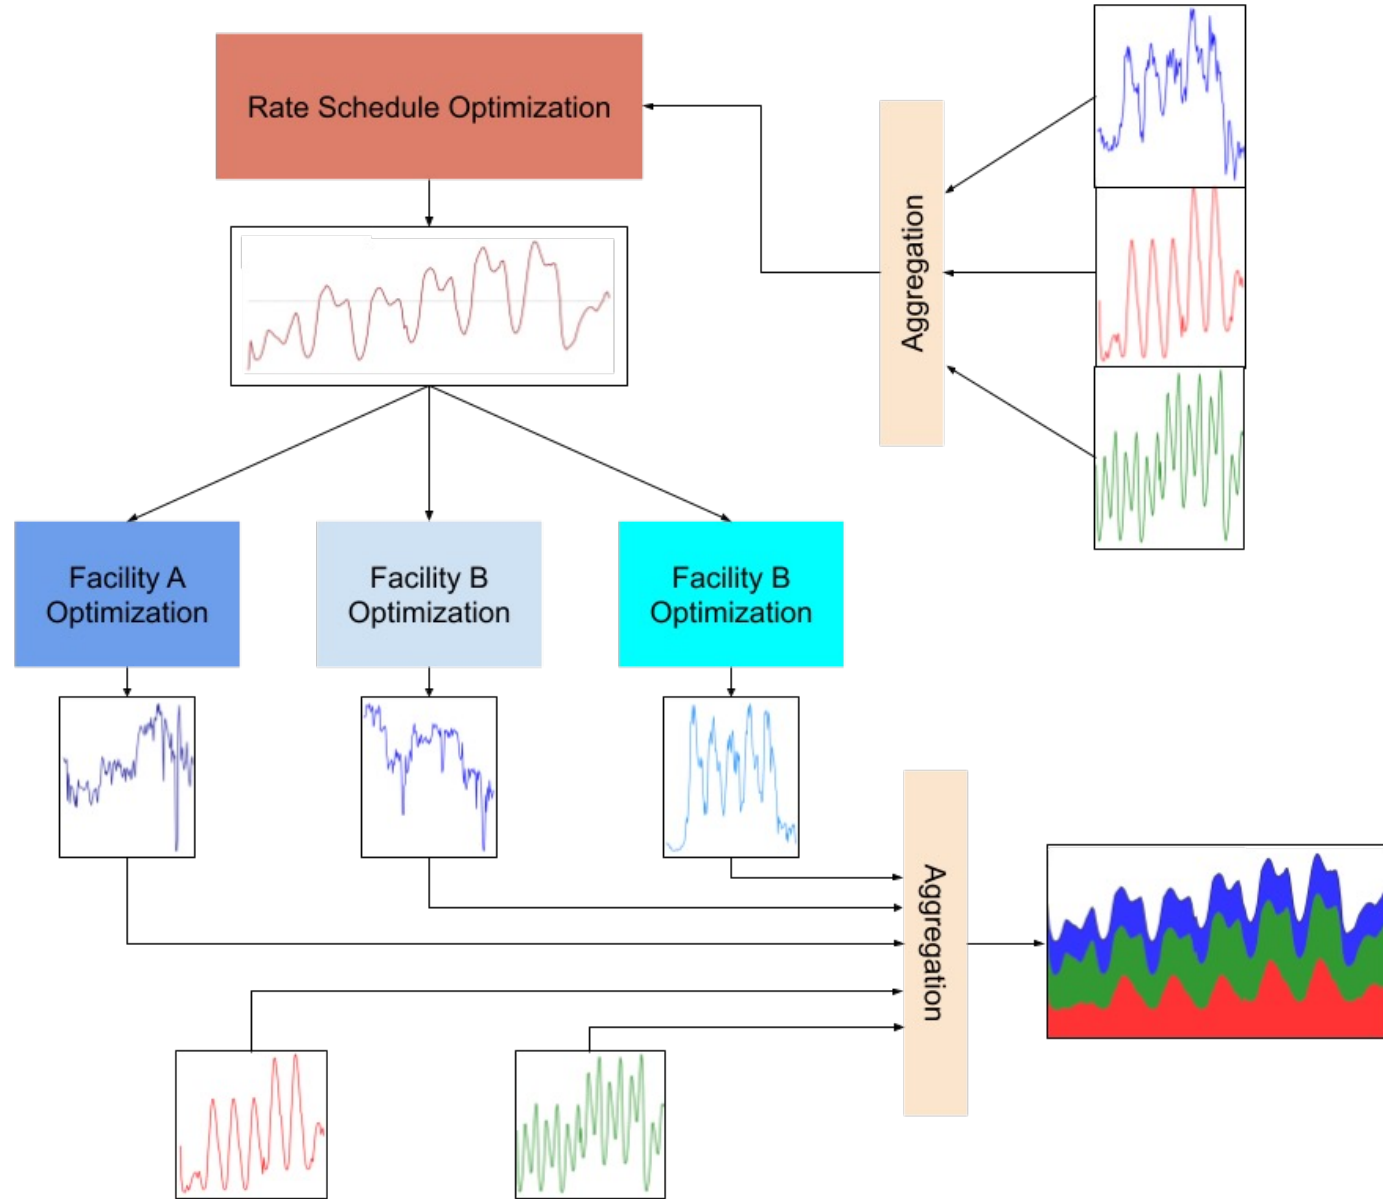 Rate Schedule Optimization
Aggregation
Facility A
Optimization
Facility B
Optimization
Facility B
Optimization
Aggregation